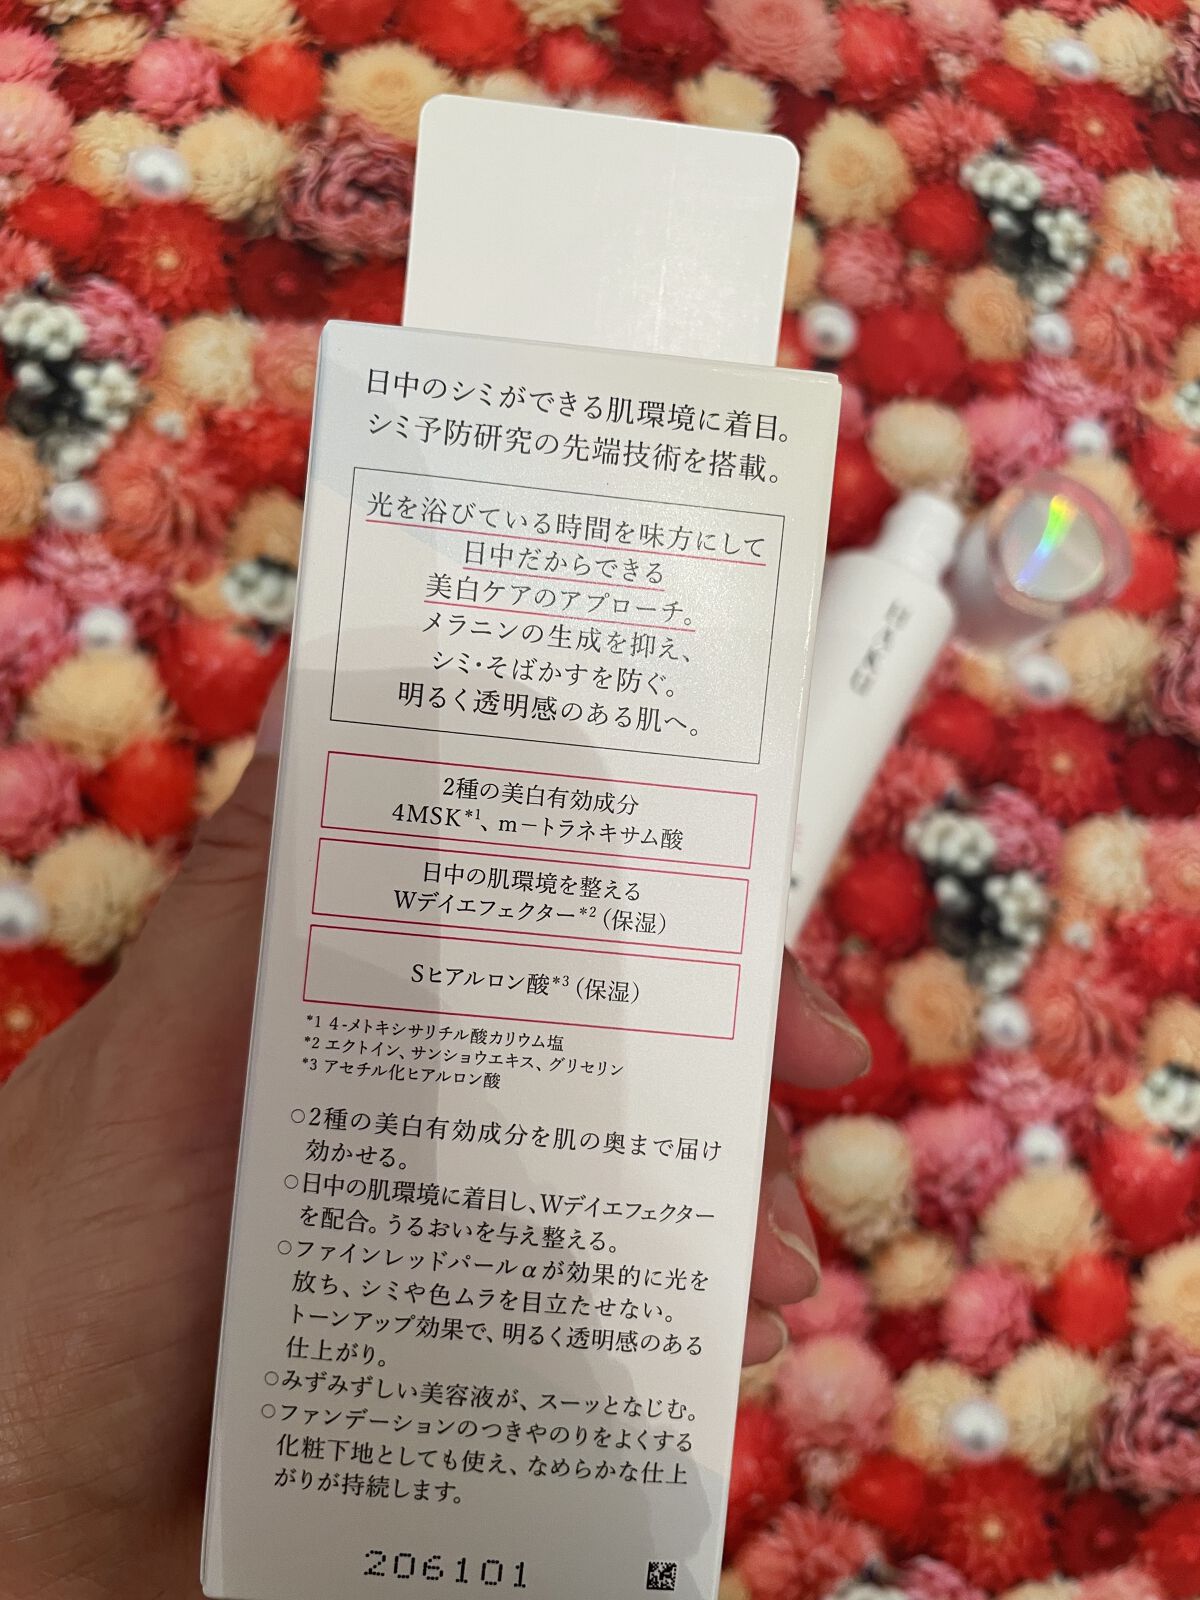 日中のシミができる肌環境に着目。
シミ予防研究の先端技術を搭載。
光を浴びている時間を味方にして
日中だからできる
美白ケアのアプローチ。
メラニンの生成を抑え、
シミ・そばかすを防ぐ。
明るく透明感のある肌へ。
2種の美白有効成分
4MSK*1、m－トラネキサム酸
日中の肌環境を整える
Wデイエフェクター*2(保湿)
Sヒアルロン酸*3(保湿)
*1 4-メトキシサリチル酸カリウム塩
*2 エクトイン、サンショウエキス、グリセリン
*3 アセチル化ヒアルロン酸
○2種の美白有効成分を肌の奥まで届け
効かせる。
○日中の肌環境に着目し、Wデイエフェクター
を配合。うるおいを与え整える。
○ファインレッドパールαが効果的に光を
放ち、シミや色ムラを目立たせない。
トーンアップ効果で、明るく透明感のある
仕上がり。
○みずみずしい美容液が、スーッとなじむ。
○ファンデーションのつきやのりをよくする
化粧下地としても使え、なめらかな仕上
がりが持続します。
206101